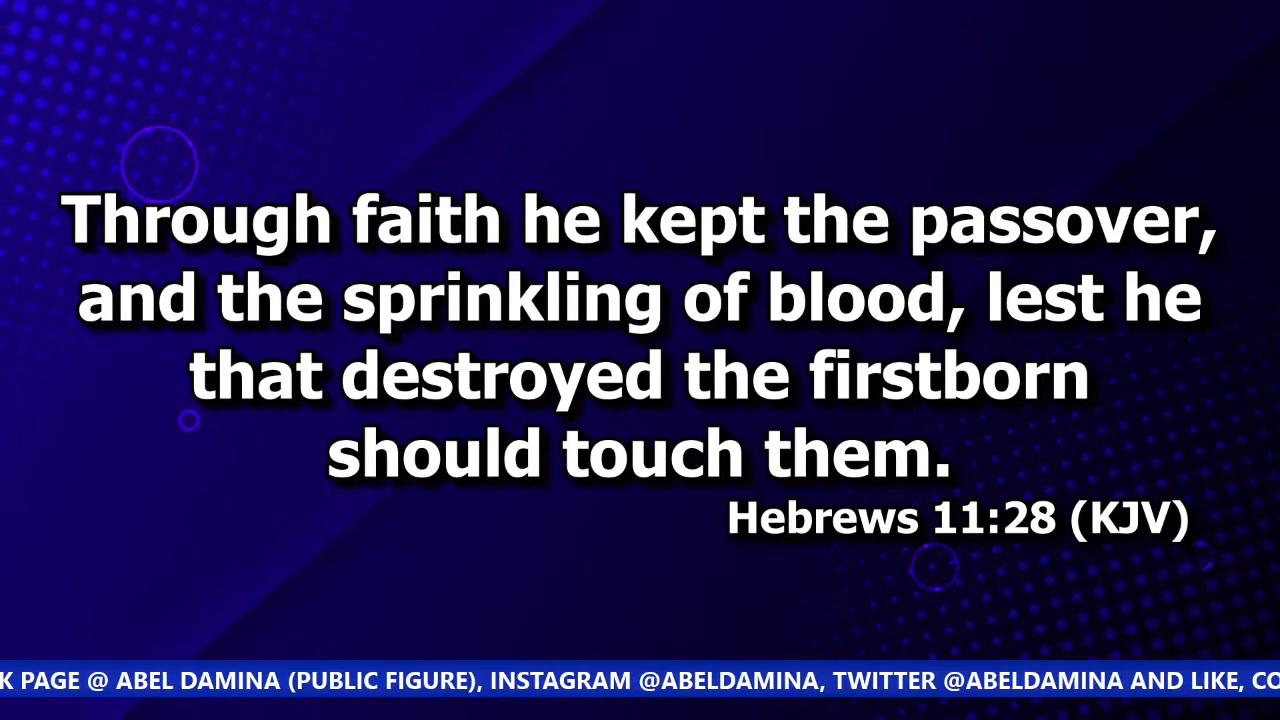 Through faith he kept the passover,
and the sprinkling of blood, lest he
that destroyed the firstborn
should touch them.
Hebrews 11:28 (KJV)
K PAGE @ ABEL DAMINA (PUBLIC FIGURE), INSTAGRAM @ABELDAMINA, TWITTER @ABELDAMINA AND LIKE, CO